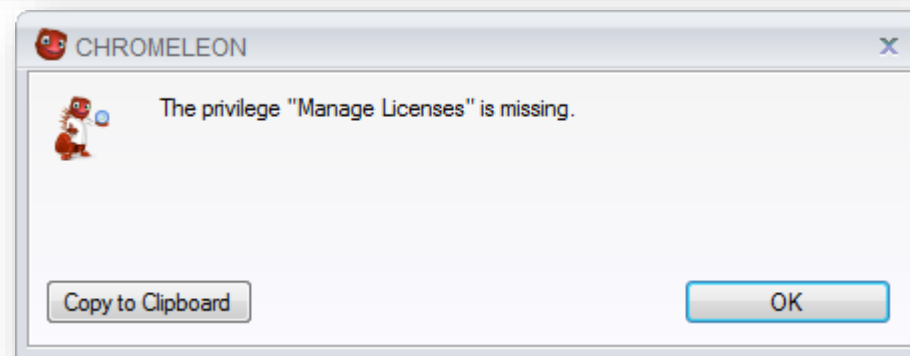 CHROMELEON
The privilege "Manage Licenses" is missing.
Copy to Clipboard
OK